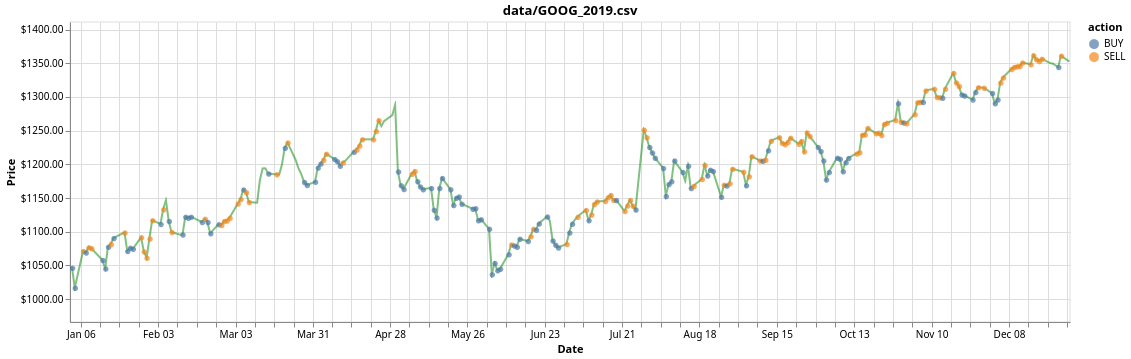 data/GOOG_2019.csv
action
BUY
SELL
Price
$1400.00
$1350.00
$1300.00
$1250.00
$1200.00
$1150.00
$1100.00
$1050.00
$1000.00
Jan 06 Feb 03 Mar 03 Mar 31 Apr 28 May 26 Jun 23 Jul 21 Aug 18 Sep 15 Oct 13 Nov 10 Dec 08
Date